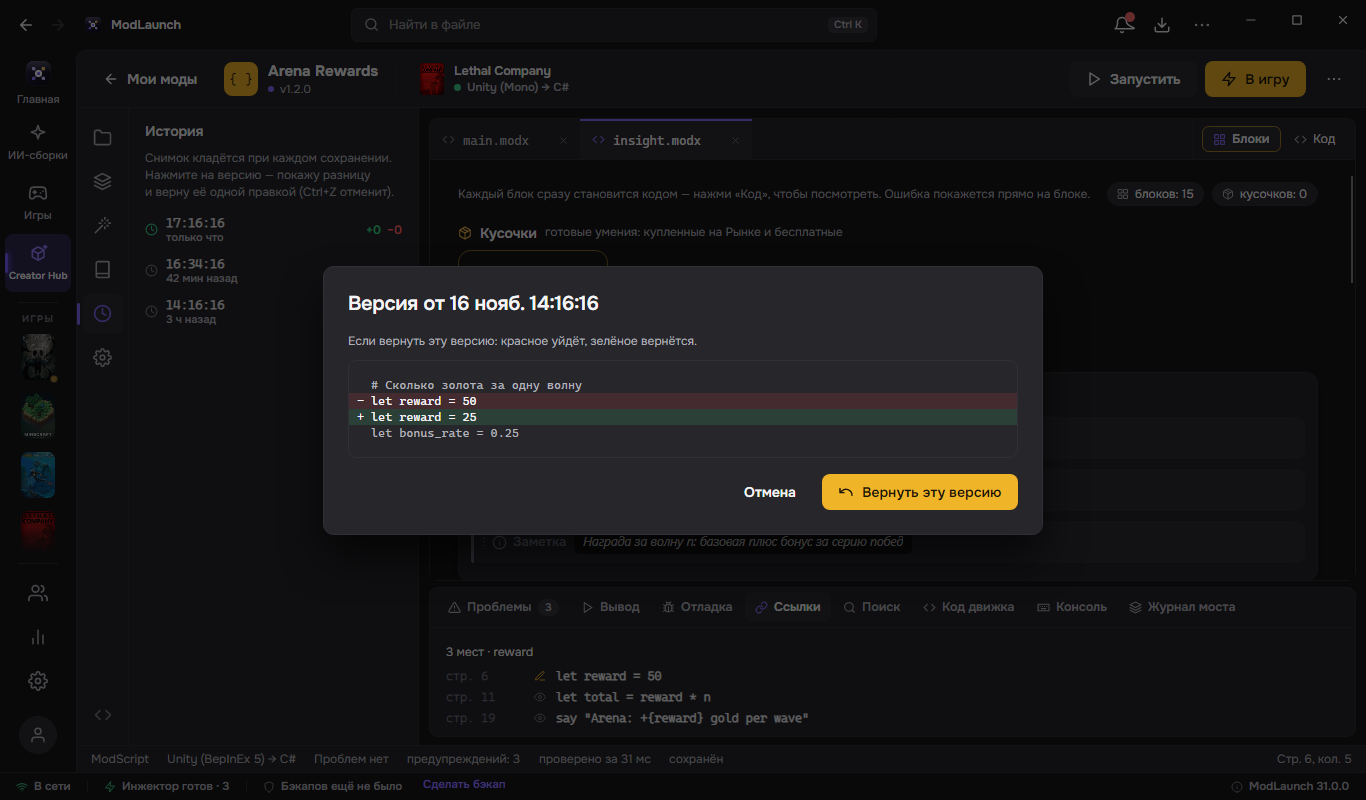 ModLaunch
Найти в файле
Ctrl K
Главная
ИИ-сборки
Игры
Creator Hub
ИГРЫ
MINECRAFT
Мои моды
{ }
Arena Rewards
v1.2.0
Lethal Company
Unity (Mono) → C#
Запустить
В игру
История
Снимок кладётся при каждом сохранении.
Нажмите на версию — покажу разницу
и верну её одной правкой (Ctrl+Z отменит).
17:16:16
только что
+0 −0
16:34:16
42 мин назад
14:16:16
3 ч назад
main.modx
insight.modx
Блоки
Код
Каждый блок сразу становится кодом — нажми «Код», чтобы посмотреть. Ошибка покажется прямо на блоке.
блоков: 15
кусочков: 0
Кусочки
готовые умения: купленные на Рынке и бесплатные
Версия от 16 нояб. 14:16:16
Если вернуть эту версию: красное уйдёт, зелёное вернётся.
# Сколько золота за одну волну
− let reward = 50
+ let reward = 25
let bonus_rate = 0.25
Отмена
Вернуть эту версию
Заметка
Награда за волну n: базовая плюс бонус за серию побед
Проблемы 3
Вывод
Отладка
Ссылки
Поиск
Код движка
Консоль
Журнал моста
3 мест · reward
стр. 6 let reward = 50
стр. 11 let total = reward * n
стр. 19 say "Arena: +{reward} gold per wave"
ModScript
Unity (BepInEx 5) → C#
Проблем нет
предупреждений: 3
проверено за 31 мс
сохранён
Стр. 6, кол. 5
В сети
Инжектор готов · 3
Бэкапов ещё не было
Сделать бэкап
ModLaunch 31.0.0